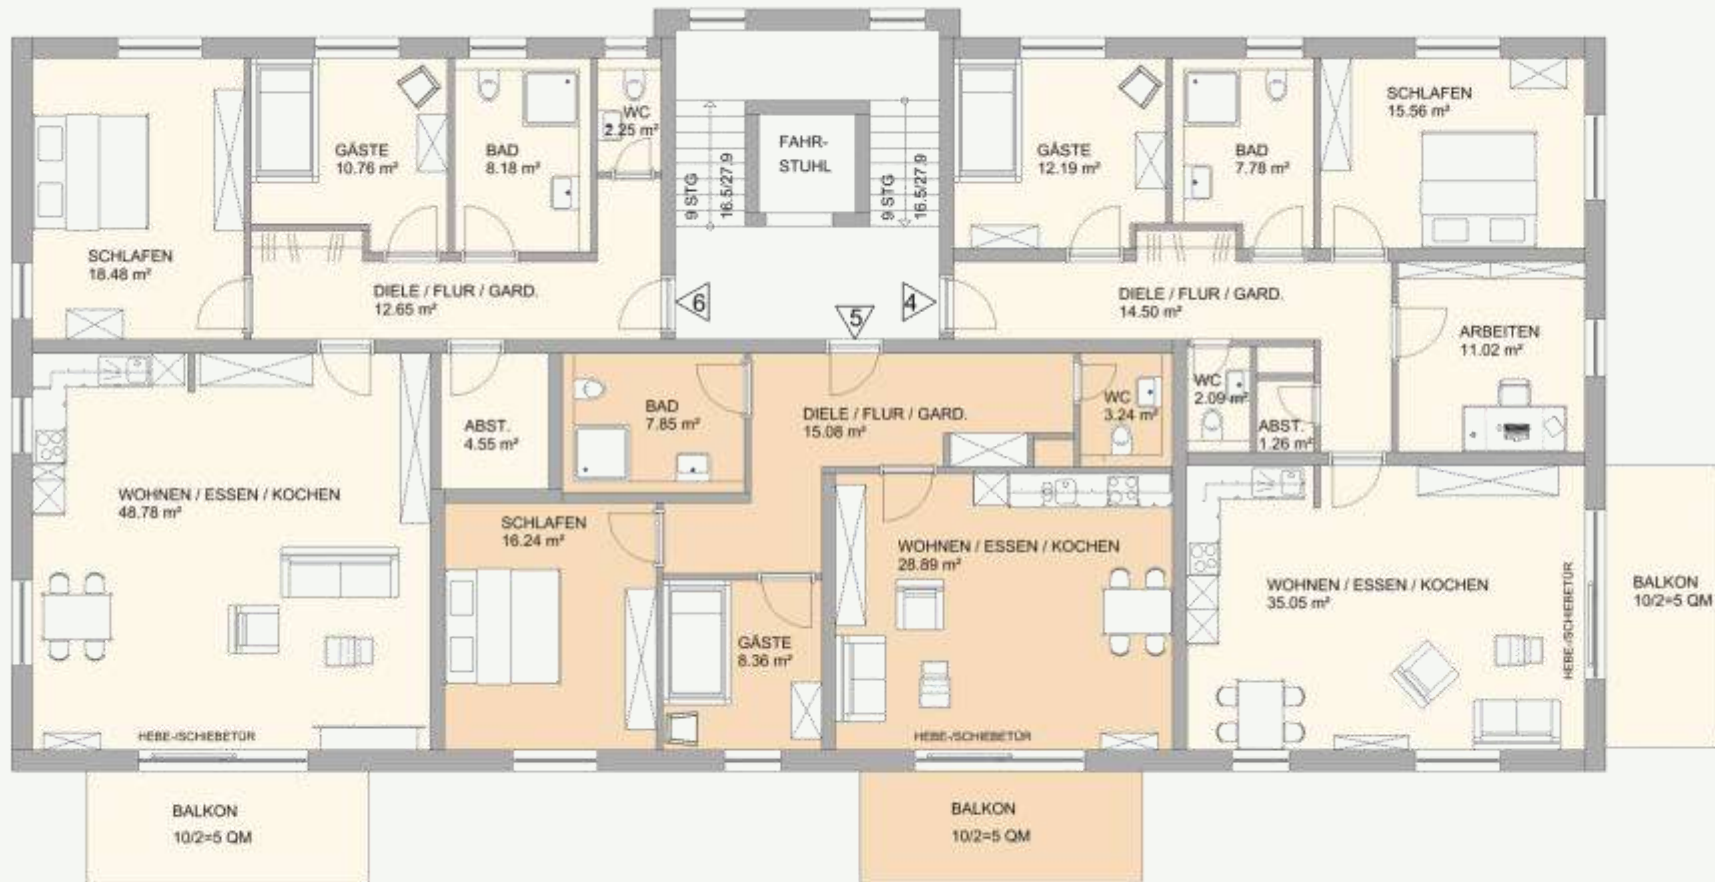 SCHLAFEN
18.48 m²
GÄSTE
10.76 m²
BAD
8.18 m²
WC
2.25 m²
DIELE / FLUR / GARD.
12.65 m²
9 STG
16.5/27.9
FAHR-
STUHL
9 STG
16.5/27.9
6
5
4
GÄSTE
12.19 m²
BAD
7.78 m²
SCHLAFEN
15.56 m²
DIELE / FLUR / GARD.
14.50 m²
ARBEITEN
11.02 m²
WC
2.09 m²
ABST.
1.26 m²
WOHNEN / ESSEN / KOCHEN
48.78 m²
HEBE-/SCHIEBETÜR
ABST.
4.55 m²
BAD
7.85 m²
DIELE / FLUR / GARD.
15.08 m²
WC
3.24 m²
SCHLAFEN
16.24 m²
GÄSTE
8.36 m²
WOHNEN / ESSEN / KOCHEN
28.89 m²
HEBE-/SCHIEBETÜR
WOHNEN / ESSEN / KOCHEN
35.05 m²
HEBE-/SCHIEBETÜR
BALKON
10/2=5 QM
BALKON
10/2=5 QM
BALKON
10/2=5 QM